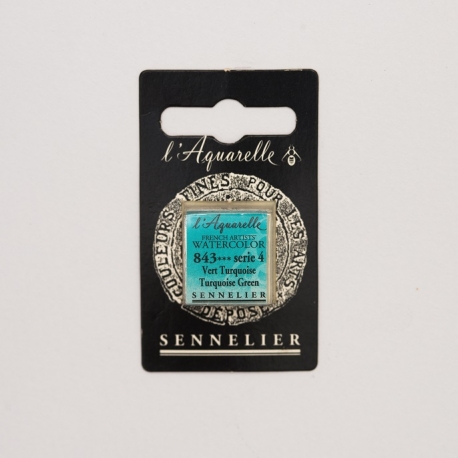 l'Aquarelle
COULEURS FINES POUR LES ARTS
DÉPOSÉ
l'Aquarelle
FRENCH ARTISTS'
WATERCOLOR
843*** serie 4
Vert Turquoise
Turquoise Green
SENNELIER
SENNELIER